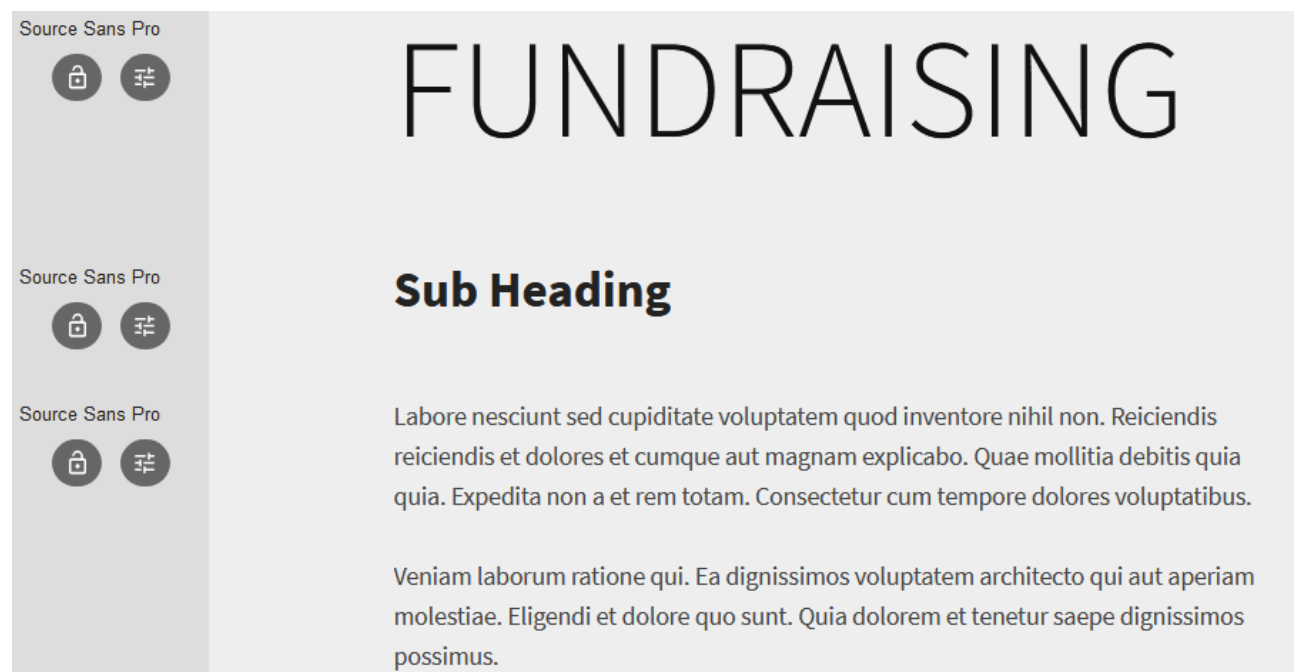 Source Sans Pro
FUNDRAISING
Source Sans Pro
Sub Heading
Source Sans Pro
Labore nesciunt sed cupiditate voluptatem quod inventore nihil non. Reiciendis
reiciendis et dolores et cumque aut magnam explicabo. Quae mollitia debitis quia
quia. Expedita non a et rem totam. Consectetur cum tempore dolores voluptatibus.
Veniam laborum ratione qui. Ea dignissimos voluptatem architecto qui aut aperiam
molestiae. Eligendi et dolore quo sunt. Quia dolorem et tenetur saepe dignissimos
possimus.